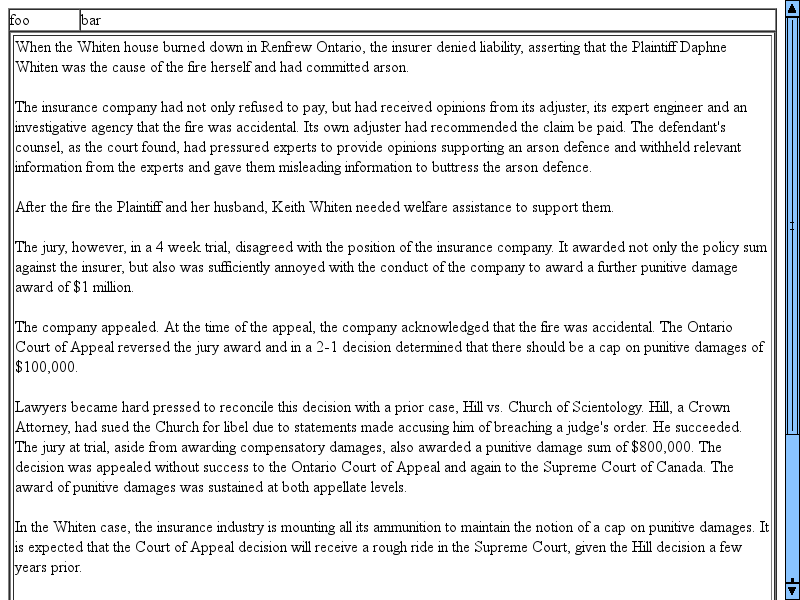 foo bar
When the Whiten house burned down in Renfrew Ontario, the insurer denied liability, asserting that the Plaintiff Daphne
Whiten was the cause of the fire herself and had committed arson.
The insurance company had not only refused to pay, but had received opinions from its adjuster, its expert engineer and an
investigative agency that the fire was accidental. Its own adjuster had recommended the claim be paid. The defendant's
counsel, as the court found, had pressured experts to provide opinions supporting an arson defence and withheld relevant
information from the experts and gave them misleading information to buttress the arson defence.
After the fire the Plaintiff and her husband, Keith Whiten needed welfare assistance to support them.
The jury, however, in a 4 week trial, disagreed with the position of the insurance company. It awarded not only the policy sum
against the insurer, but also was sufficiently annoyed with the conduct of the company to award a further punitive damage
award of $1 million.
The company appealed. At the time of the appeal, the company acknowledged that the fire was accidental. The Ontario
Court of Appeal reversed the jury award and in a 2-1 decision determined that there should be a cap on punitive damages of
$100,000.
Lawyers became hard pressed to reconcile this decision with a prior case, Hill vs. Church of Scientology. Hill, a Crown
Attorney, had sued the Church for libel due to statements made accusing him of breaching a judge's order. He succeeded.
The jury at trial, aside from awarding compensatory damages, also awarded a punitive damage sum of $800,000. The
decision was appealed without success to the Ontario Court of Appeal and again to the Supreme Court of Canada. The
award of punitive damages was sustained at both appellate levels.
In the Whiten case, the insurance industry is mounting all its ammunition to maintain the notion of a cap on punitive damages. It
is expected that the Court of Appeal decision will receive a rough ride in the Supreme Court, given the Hill decision a few
years prior.